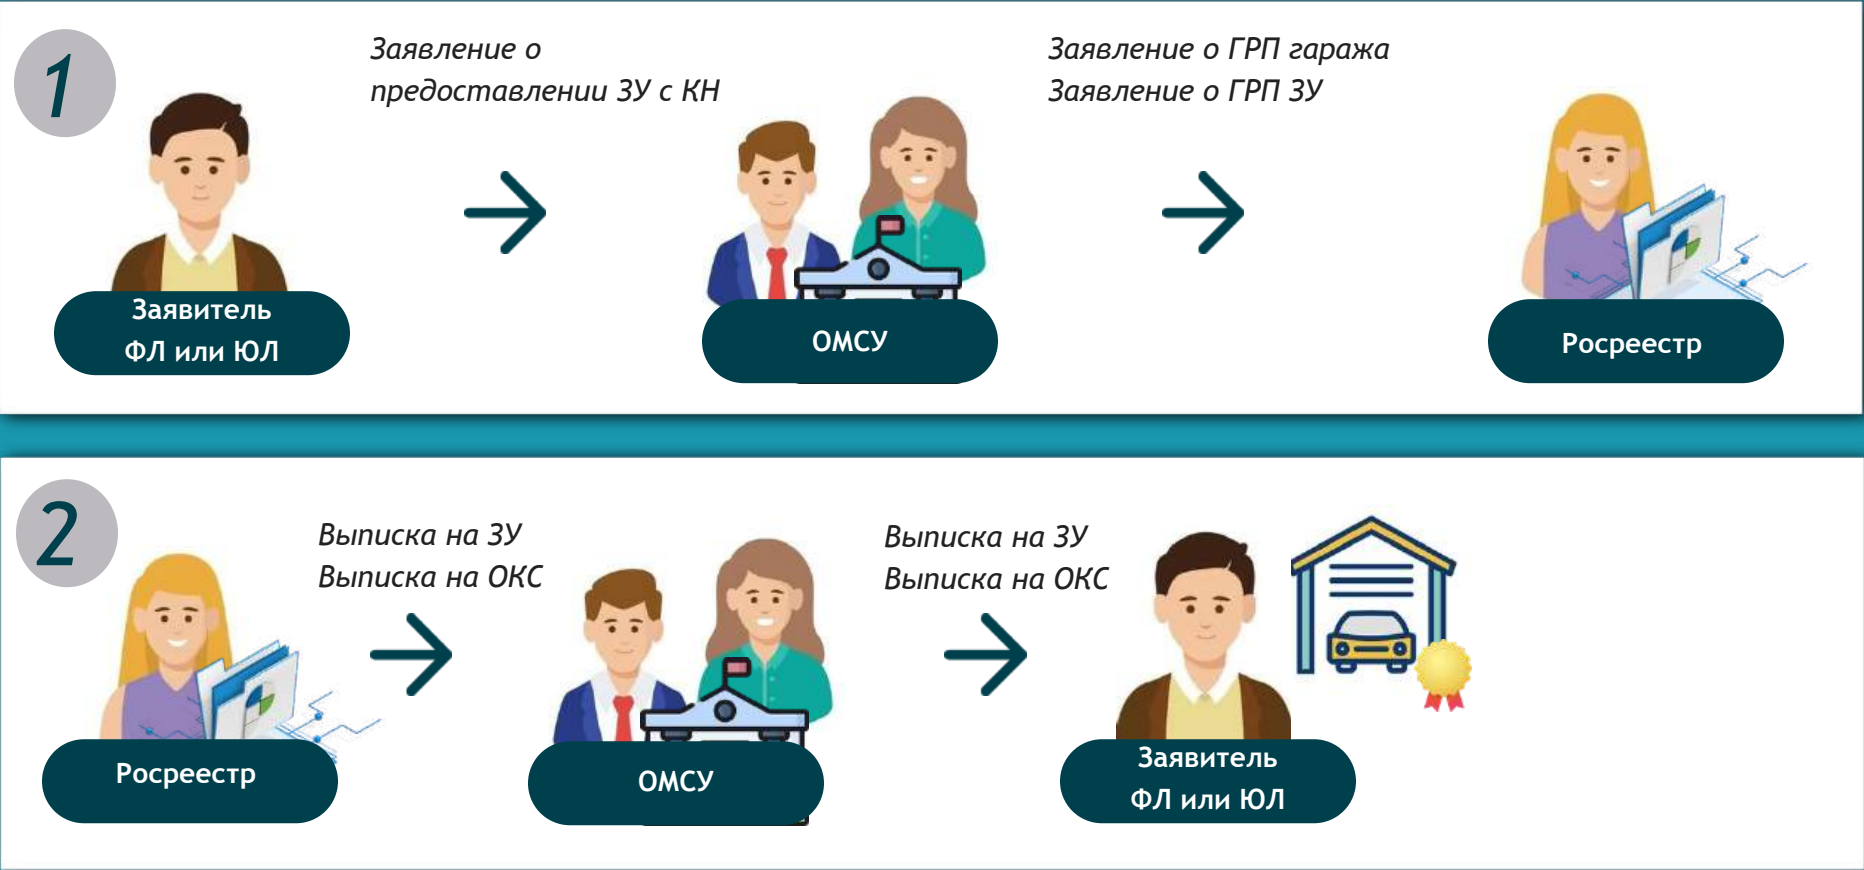 1
Заявление о
предоставлении ЗУ с КН
Заявление о ГРП гаража
Заявление о ГРП ЗУ
Заявитель
ФЛ или ЮЛ
ОМСУ
Росреестр
2
Выписка на ЗУ
Выписка на ОКС
Выписка на ЗУ
Выписка на ОКС
Росреестр
ОМСУ
Заявитель
ФЛ или ЮЛ